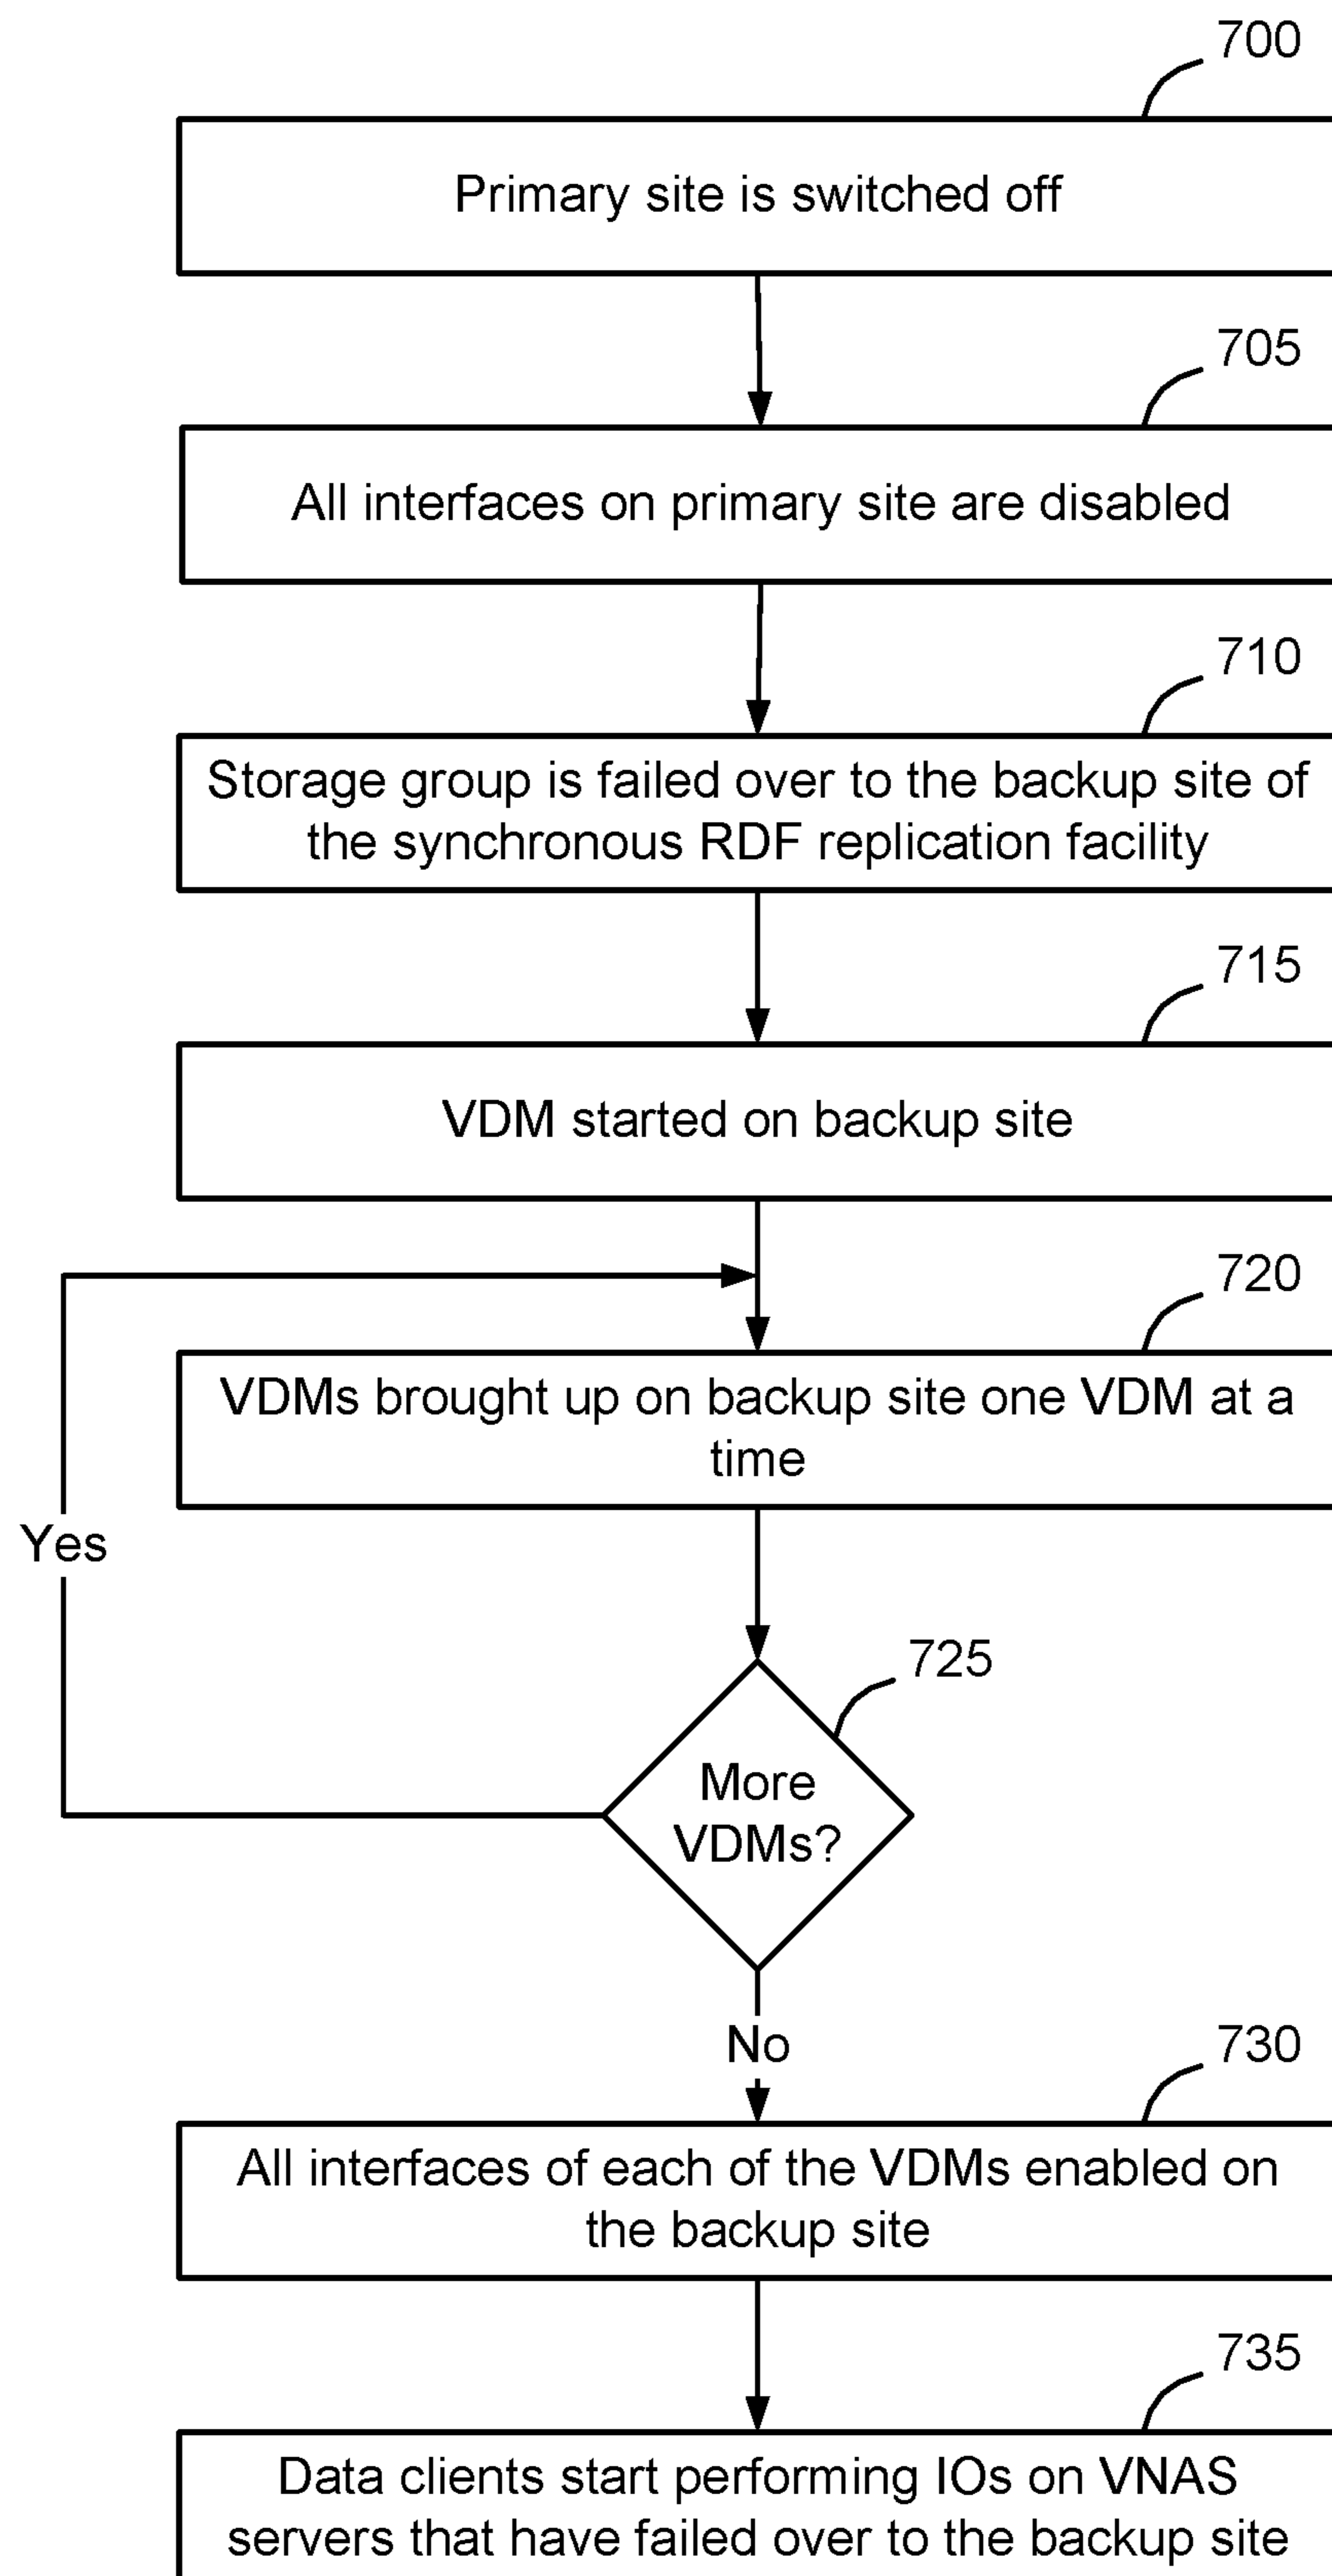 700
Primary site is switched off
705
All interfaces on primary site are disabled
710
Storage group is failed over to the backup site of
the synchronous RDF replication facility
715
VDM started on backup site
720
VDMs brought up on backup site one VDM at a
time
Yes
725
More
VDMs?
No
730
All interfaces of each of the VDMs enabled on
the backup site
735
Data clients start performing IOs on VNAS
servers that have failed over to the backup site